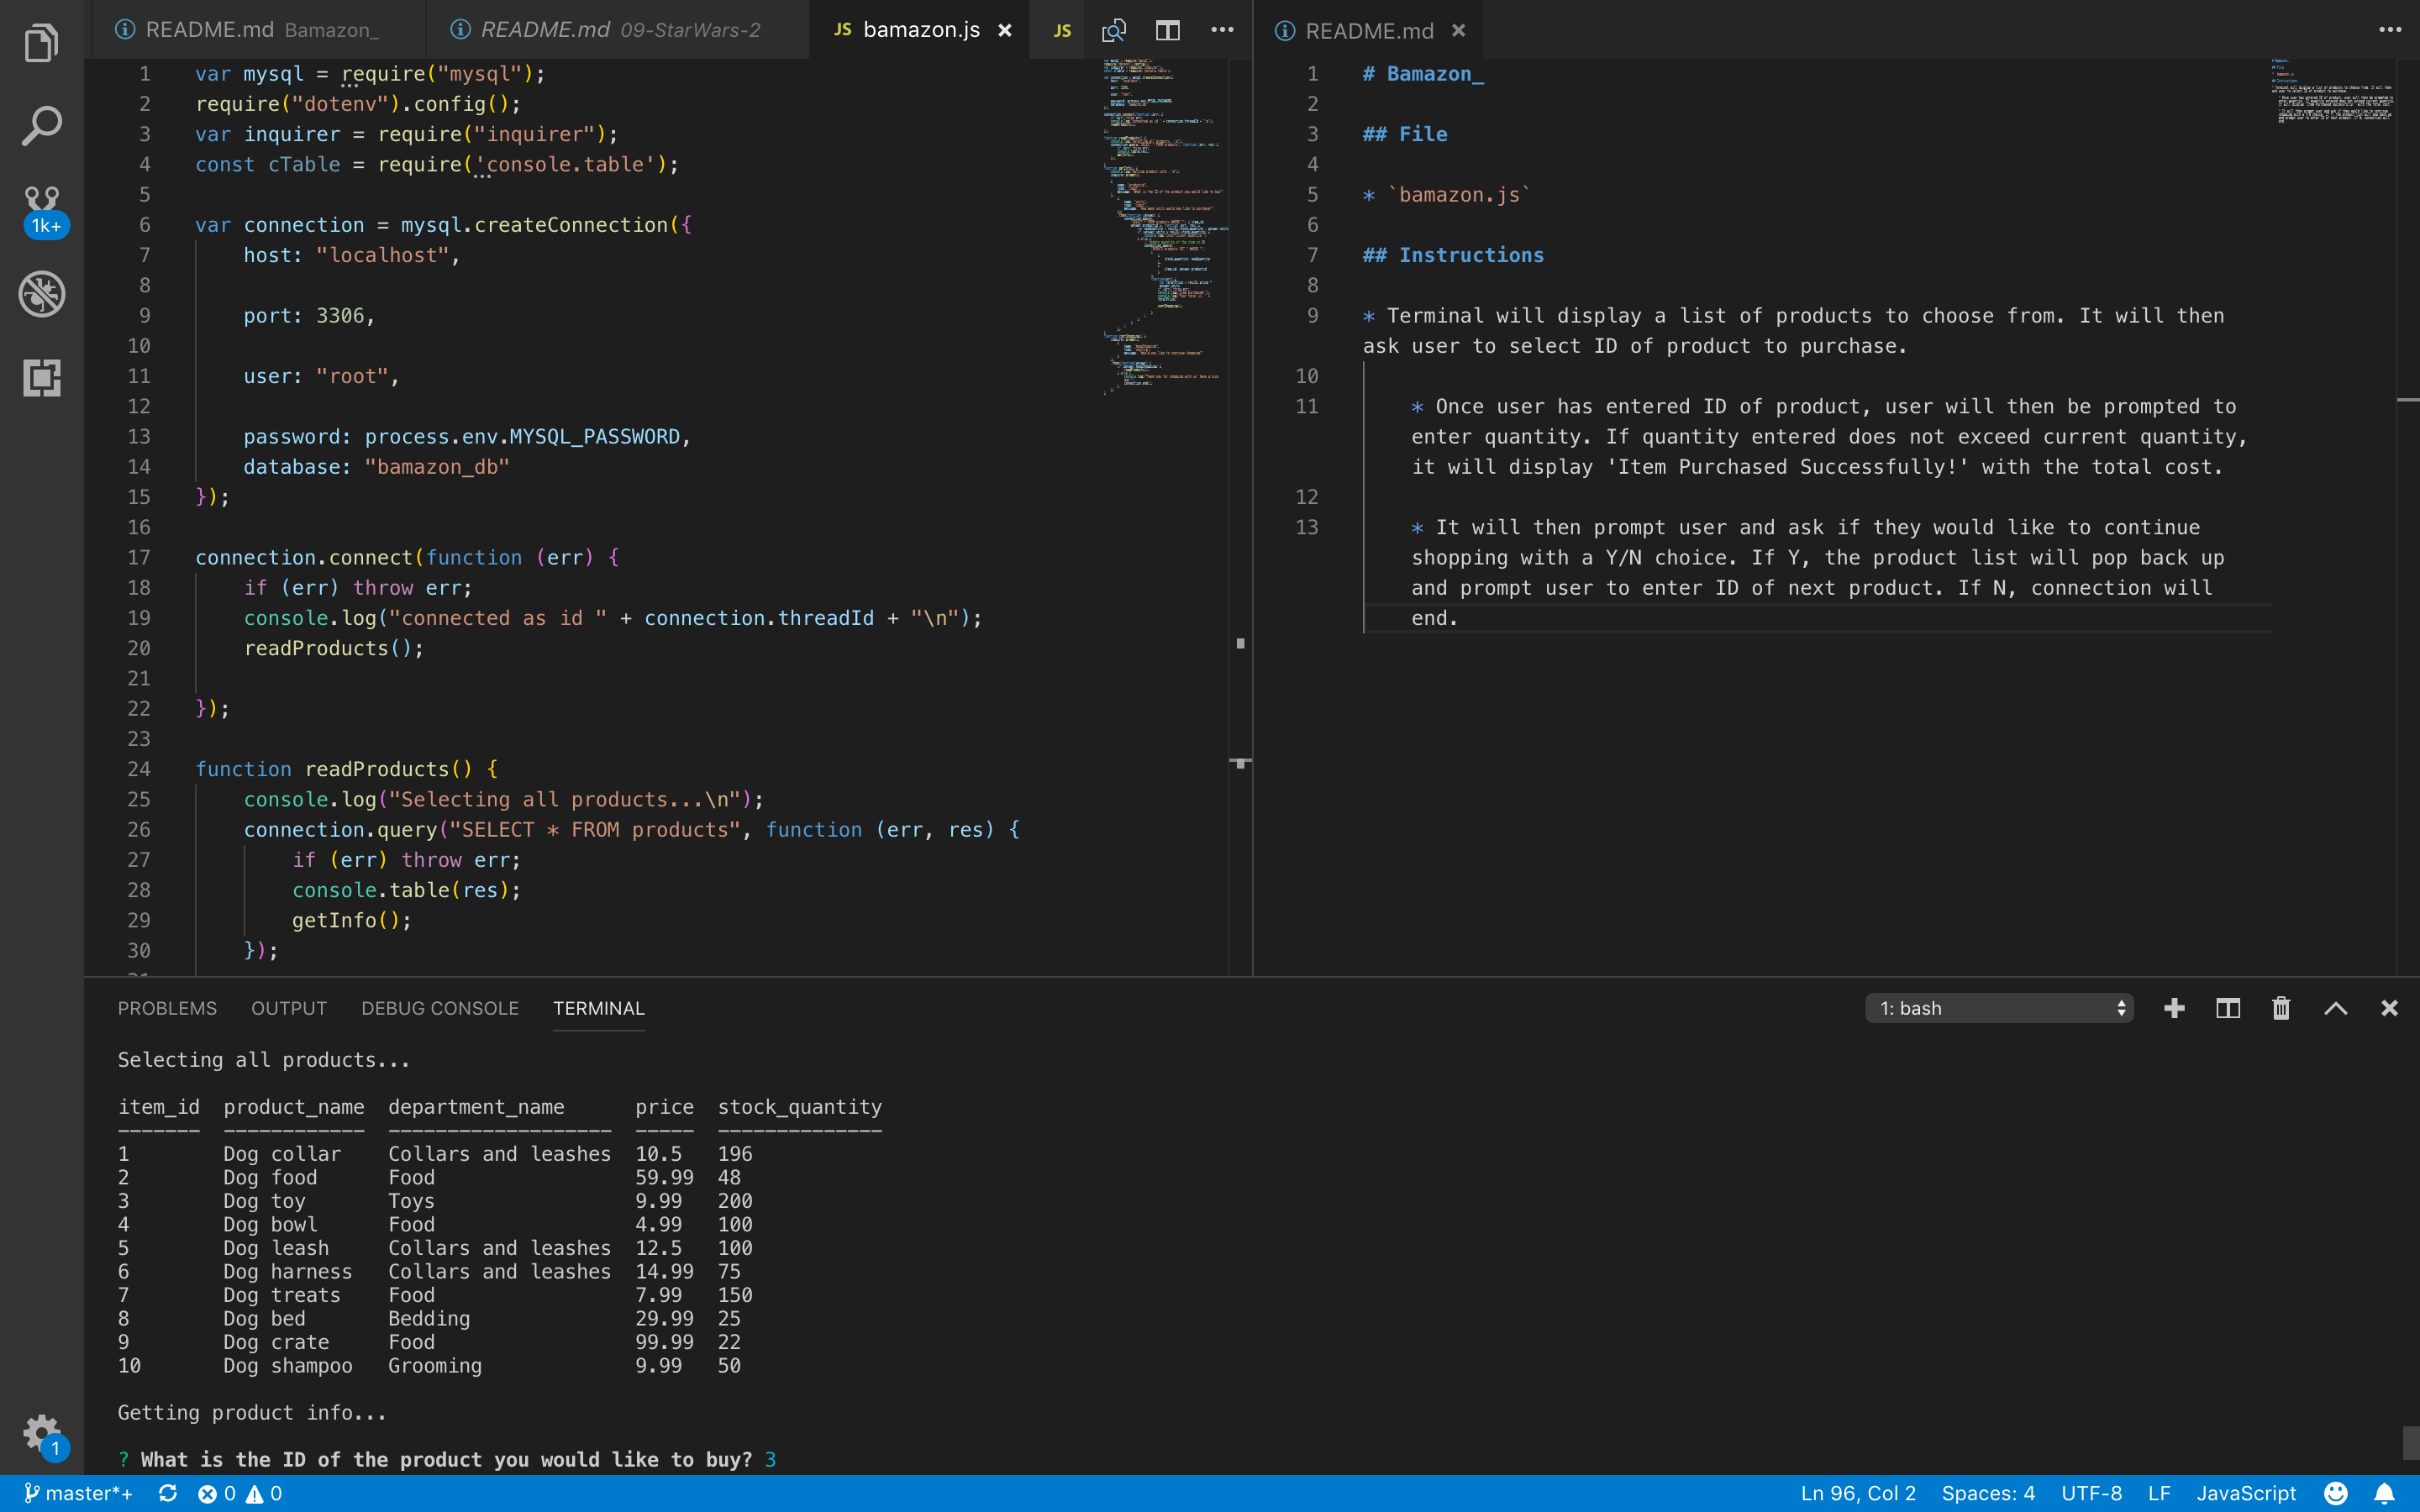 README.md Bamazon_
README.md 09-StarWars-2
JS bamazon.js
JS
README.md
1 var mysql = require("mysql");
2 require("dotenv").config();
3 var inquirer = require("inquirer");
4 const cTable = require('console.table');
5
6 var connection = mysql.createConnection({
7 host: "localhost",
8
9 port: 3306,
10
11 user: "root",
12
13 password: process.env.MYSQL_PASSWORD,
14 database: "bamazon_db"
15 });
16
17 connection.connect(function (err) {
18 if (err) throw err;
19 console.log("connected as id " + connection.threadId + "\n");
20 readProducts();
21
22 });
23
24 function readProducts() {
25 console.log("Selecting all products...\n");
26 connection.query("SELECT * FROM products", function (err, res) {
27 if (err) throw err;
28 console.table(res);
29 getInfo();
30 });
1 # Bamazon_
2
3 ## File
4
5 * `bamazon.js`
6
7 ## Instructions
8
9 * Terminal will display a list of products to choose from. It will then
ask user to select ID of product to purchase.
10
11 * Once user has entered ID of product, user will then be prompted to
enter quantity. If quantity entered does not exceed current quantity,
it will display 'Item Purchased Successfully!' with the total cost.
12
13 * It will then prompt user and ask if they would like to continue
shopping with a Y/N choice. If Y, the product list will pop back up
and prompt user to enter ID of next product. If N, connection will
end.
1k+
PROBLEMS OUTPUT DEBUG CONSOLE TERMINAL
1: bash
Selecting all products...
item_id product_name department_name price stock_quantity
------- ------------ ------------------- ----- --------------
1 Dog collar Collars and leashes 10.5 196
2 Dog food Food 59.99 48
3 Dog toy Toys 9.99 200
4 Dog bowl Food 4.99 100
5 Dog leash Collars and leashes 12.5 100
6 Dog harness Collars and leashes 14.99 75
7 Dog treats Food 7.99 150
8 Dog bed Bedding 29.99 25
9 Dog crate Food 99.99 22
10 Dog shampoo Grooming 9.99 50
Getting product info...
? What is the ID of the product you would like to buy? 3
1
master*+ 0 0
Ln 96, Col 2 Spaces: 4 UTF-8 LF JavaScript